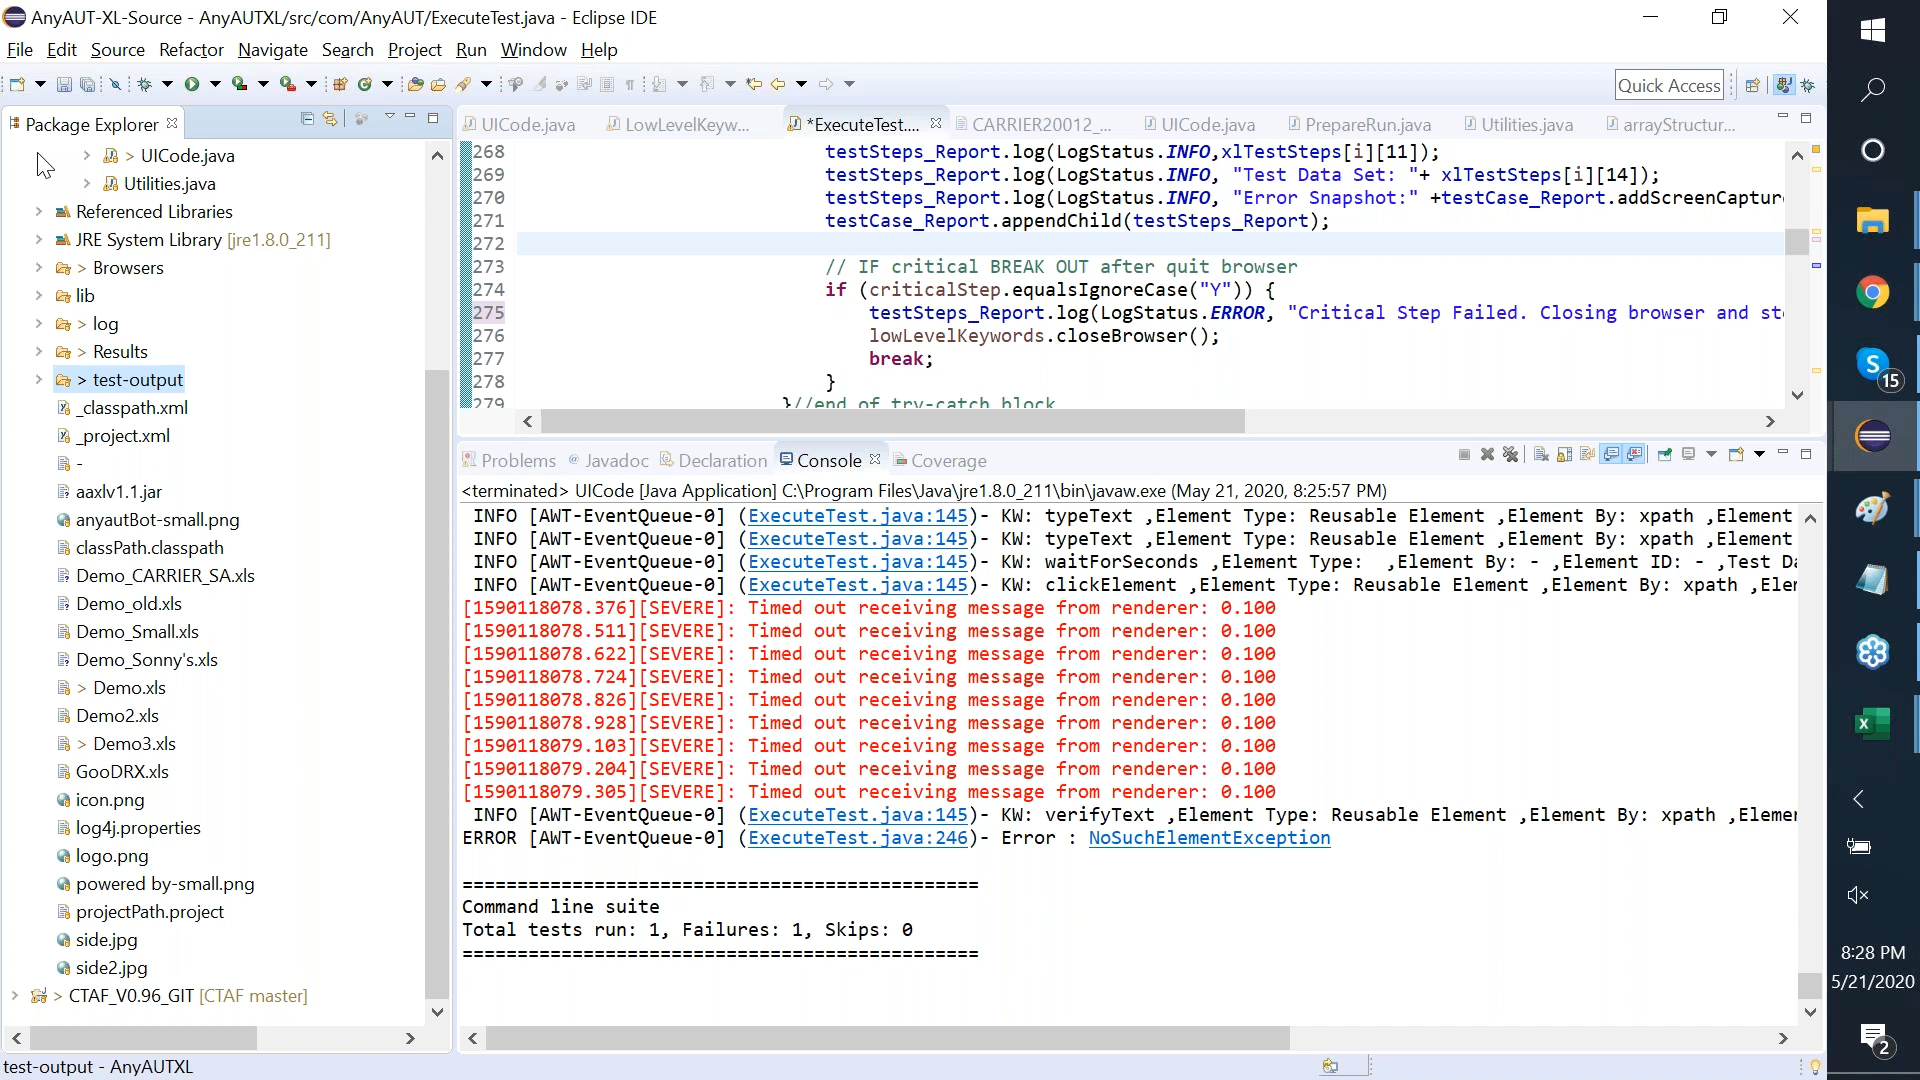 AnyAUT-XL-Source - AnyAUTXL/src/com/AnyAUT/ExecuteTest.java - Eclipse IDE
File Edit Source Refactor Navigate Search Project Run Window Help
Quick Access
Package Explorer
> UICode.java
Utilities.java
Referenced Libraries
JRE System Library [jre1.8.0_211]
> Browsers
lib
> log
> Results
> test-output
_classpath.xml
_project.xml
-
aaxlv1.1.jar
anyautBot-small.png
classPath.classpath
Demo_CARRIER_SA.xls
Demo_old.xls
Demo_Small.xls
Demo_Sonny's.xls
> Demo.xls
Demo2.xls
> Demo3.xls
GooDRX.xls
icon.png
log4j.properties
logo.png
powered by-small.png
projectPath.project
side.jpg
side2.jpg
> CTAF_V0.96_GIT [CTAF master]
UICode.java LowLevelKeyw... *ExecuteTest.... CARRIER20012_... UICode.java PrepareRun.java Utilities.java arrayStructur...
268 testSteps_Report.log(LogStatus.INFO,xlTestSteps[i][11]);
269 testSteps_Report.log(LogStatus.INFO, "Test Data Set: "+ xlTestSteps[i][14]);
270 testSteps_Report.log(LogStatus.INFO, "Error Snapshot:" +testCase_Report.addScreenCapture
271 testCase_Report.appendChild(testSteps_Report);
272
273 // IF critical BREAK OUT after quit browser
274 if (criticalStep.equalsIgnoreCase("Y")) {
275 testSteps_Report.log(LogStatus.ERROR, "Critical Step Failed. Closing browser and st
276 lowLevelKeywords.closeBrowser();
277 break;
278 }
279 }//end of try-catch block
Problems Javadoc Declaration Console Coverage
<terminated> UICode [Java Application] C:\Program Files\Java\jre1.8.0_211\bin\javaw.exe (May 21, 2020, 8:25:57 PM)
INFO [AWT-EventQueue-0] (ExecuteTest.java:145)- KW: typeText ,Element Type: Reusable Element ,Element By: xpath ,Element
INFO [AWT-EventQueue-0] (ExecuteTest.java:145)- KW: typeText ,Element Type: Reusable Element ,Element By: xpath ,Element
INFO [AWT-EventQueue-0] (ExecuteTest.java:145)- KW: waitForSeconds ,Element Type:  ,Element By: - ,Element ID: - ,Test Da
INFO [AWT-EventQueue-0] (ExecuteTest.java:145)- KW: clickElement ,Element Type: Reusable Element ,Element By: xpath ,Elem
[1590118078.376][SEVERE]: Timed out receiving message from renderer: 0.100
[1590118078.511][SEVERE]: Timed out receiving message from renderer: 0.100
[1590118078.622][SEVERE]: Timed out receiving message from renderer: 0.100
[1590118078.724][SEVERE]: Timed out receiving message from renderer: 0.100
[1590118078.826][SEVERE]: Timed out receiving message from renderer: 0.100
[1590118078.928][SEVERE]: Timed out receiving message from renderer: 0.100
[1590118079.103][SEVERE]: Timed out receiving message from renderer: 0.100
[1590118079.204][SEVERE]: Timed out receiving message from renderer: 0.100
[1590118079.305][SEVERE]: Timed out receiving message from renderer: 0.100
INFO [AWT-EventQueue-0] (ExecuteTest.java:145)- KW: verifyText ,Element Type: Reusable Element ,Element By: xpath ,Elemen
ERROR [AWT-EventQueue-0] (ExecuteTest.java:246)- Error : NoSuchElementException
===============================================
Command line suite
Total tests run: 1, Failures: 1, Skips: 0
===============================================
test-output - AnyAUTXL
15
8:28 PM
5/21/2020
2